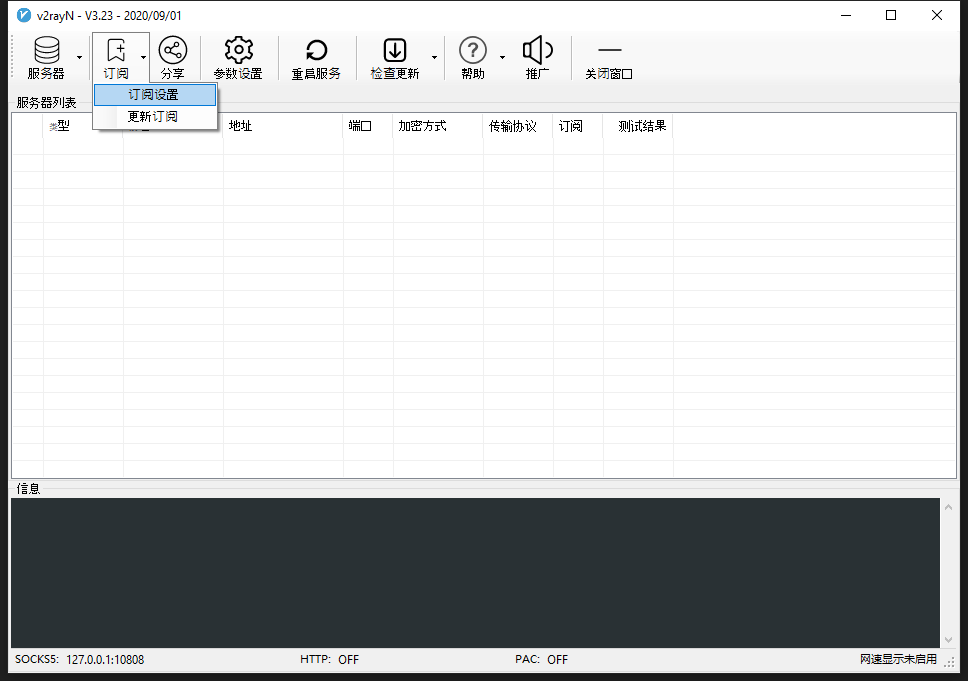 v2rayN - V3.23 - 2020/09/01
服务器 订阅 分享 参数设置 重启服务 检查更新 帮助 推广 关闭窗口
订阅设置
更新订阅
服务器列表
类型 地址 端口 加密方式 传输协议 订阅 测试结果
信息
SOCKS5: 127.0.0.1:10808 HTTP: OFF PAC: OFF 网速显示未启用